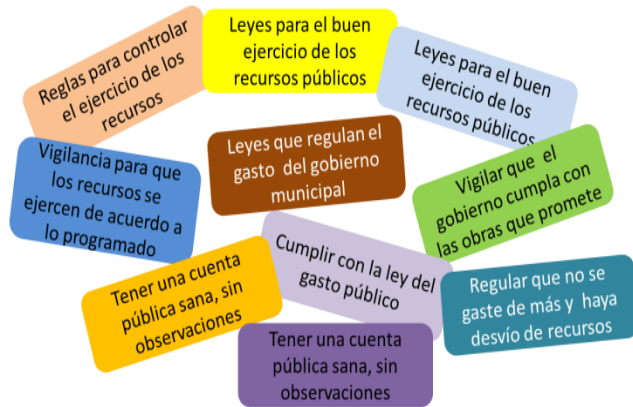 Reglas para controlar
el ejercicio de los
recursos
Leyes para el buen
ejercicio de los
recursos públicos
Leyes para el buen
ejercicio de los
recursos públicos
Vigilancia para que
los recursos se
ejercen de acuerdo a
lo programado
Leyes que regulan el
gasto del gobierno
municipal
Vigilar que el
gobierno cumpla con
las obras que promete
Tener una cuenta
pública sana, sin
observaciones
Cumplir con la ley del
gasto público
Regular que no se
gaste de más y haya
desvío de recursos
Tener una cuenta
pública sana, sin
observaciones